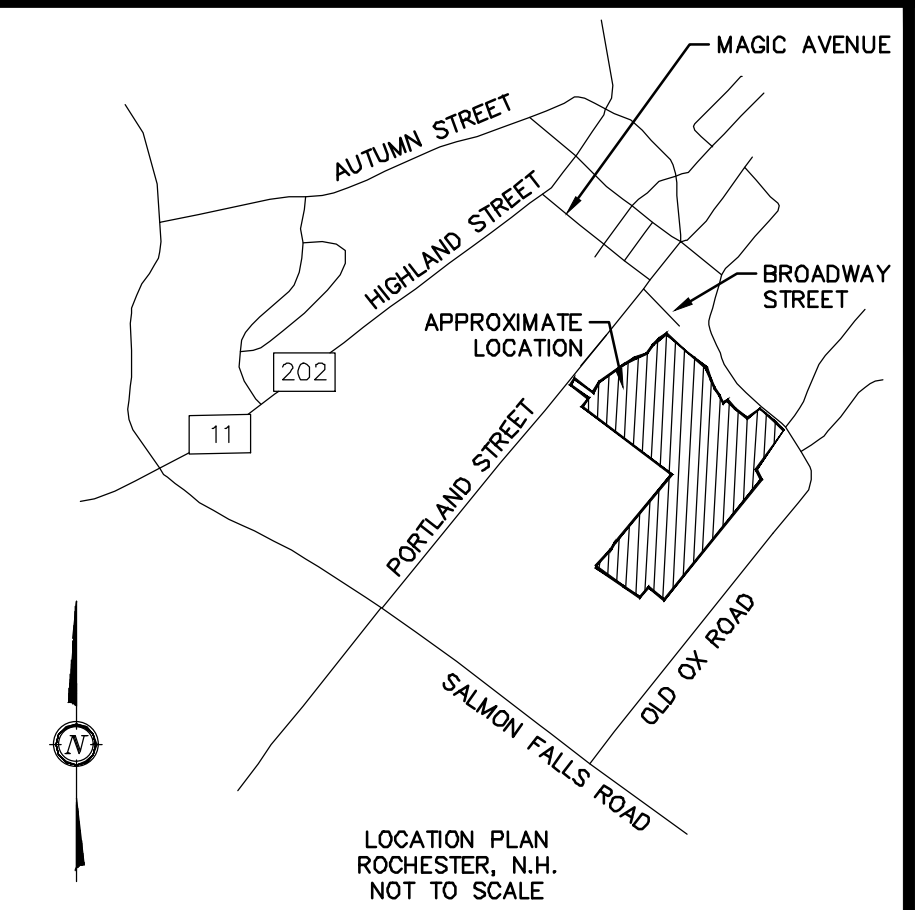 MAGIC AVENUE
AUTUMN STREET
HIGHLAND STREET
BROADWAY
STREET
APPROXIMATE
LOCATION
202
11
PORTLAND STREET
OLD OX ROAD
SALMON FALLS ROAD
N
LOCATION PLAN
ROCHESTER, N.H.
NOT TO SCALE